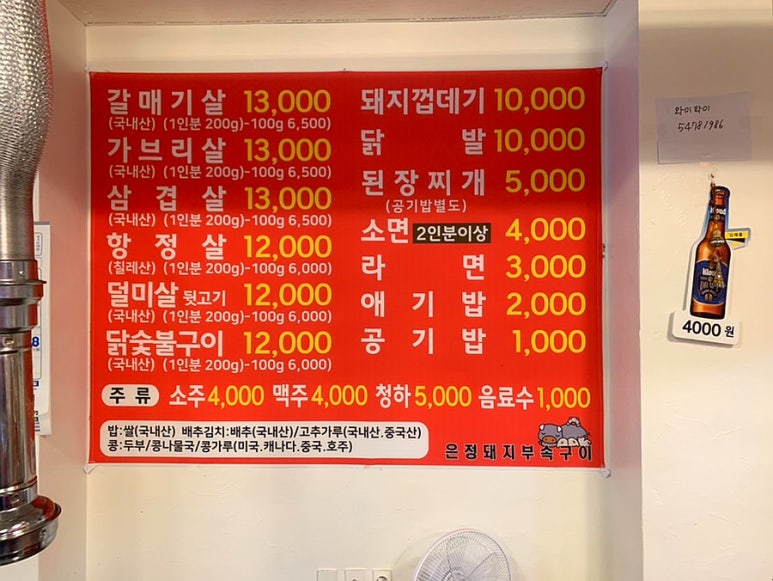 갈매기살 13,000
(국내산) (1인분 200g)-100g 6,500)
가브리살 13,000
(국내산) (1인분 200g)-100g 6,500)
삼겹살 13,000
(국내산) (1인분 200g)-100g 6,500)
항정살 12,000
(칠레산) (1인분 200g)-100g 6,000)
덜미살 뒷고기 12,000
(국내산) (1인분 200g)-100g 6,000)
닭숯불구이 12,000
(국내산) (1인분 200g)-100g 6,000)
돼지껍데기 10,000
닭발 10,000
된장찌개 5,000
(공기밥별도)
소면 2인분이상 4,000
라면 3,000
애기밥 2,000
공기밥 1,000
주류 소주 4,000 맥주 4,000 청하 5,000 음료수 1,000
밥:쌀(국내산) 배추김치:배추(국내산)/고추가루(국내산.중국산)
콩:두부/콩나물국/콩가루(미국.캐나다.중국.호주)
은정돼지부속구이
와이파이
54781986
Kloud
4000 원